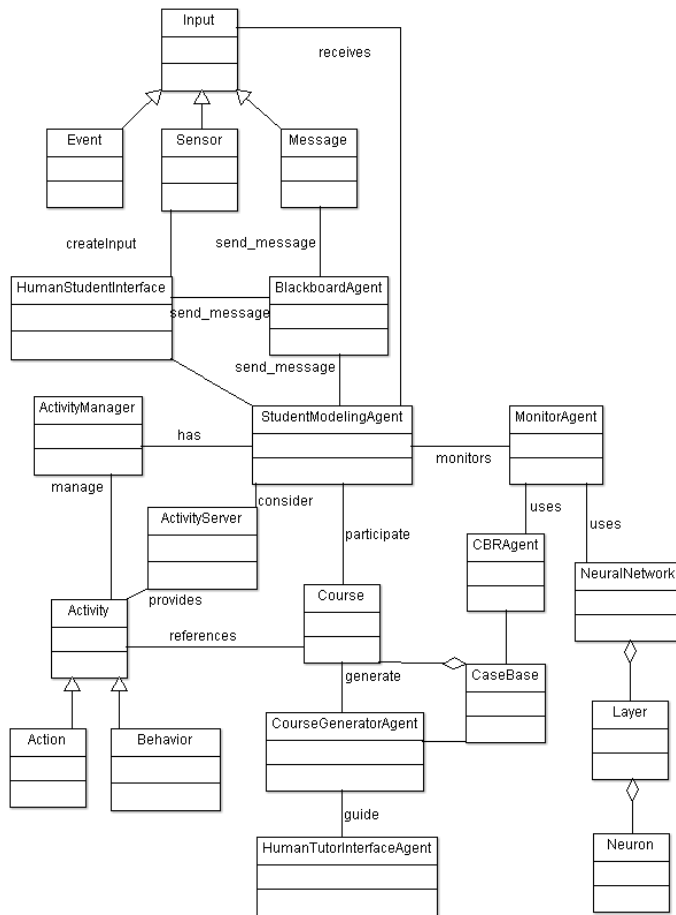 Input
receives
Event
Sensor
Message
createInput
send_message
HumanStudentInterface
BlackboardAgent
send_message
send_message
ActivityManager
StudentModelingAgent
MonitorAgent
has
monitors
manage
consider
uses
uses
ActivityServer
participate
CBRAgent
NeuralNetwork
provides
Activity
Course
references
generate
CaseBase
Layer
Action
Behavior
CourseGeneratorAgent
guide
HumanTutorInterfaceAgent
Neuron